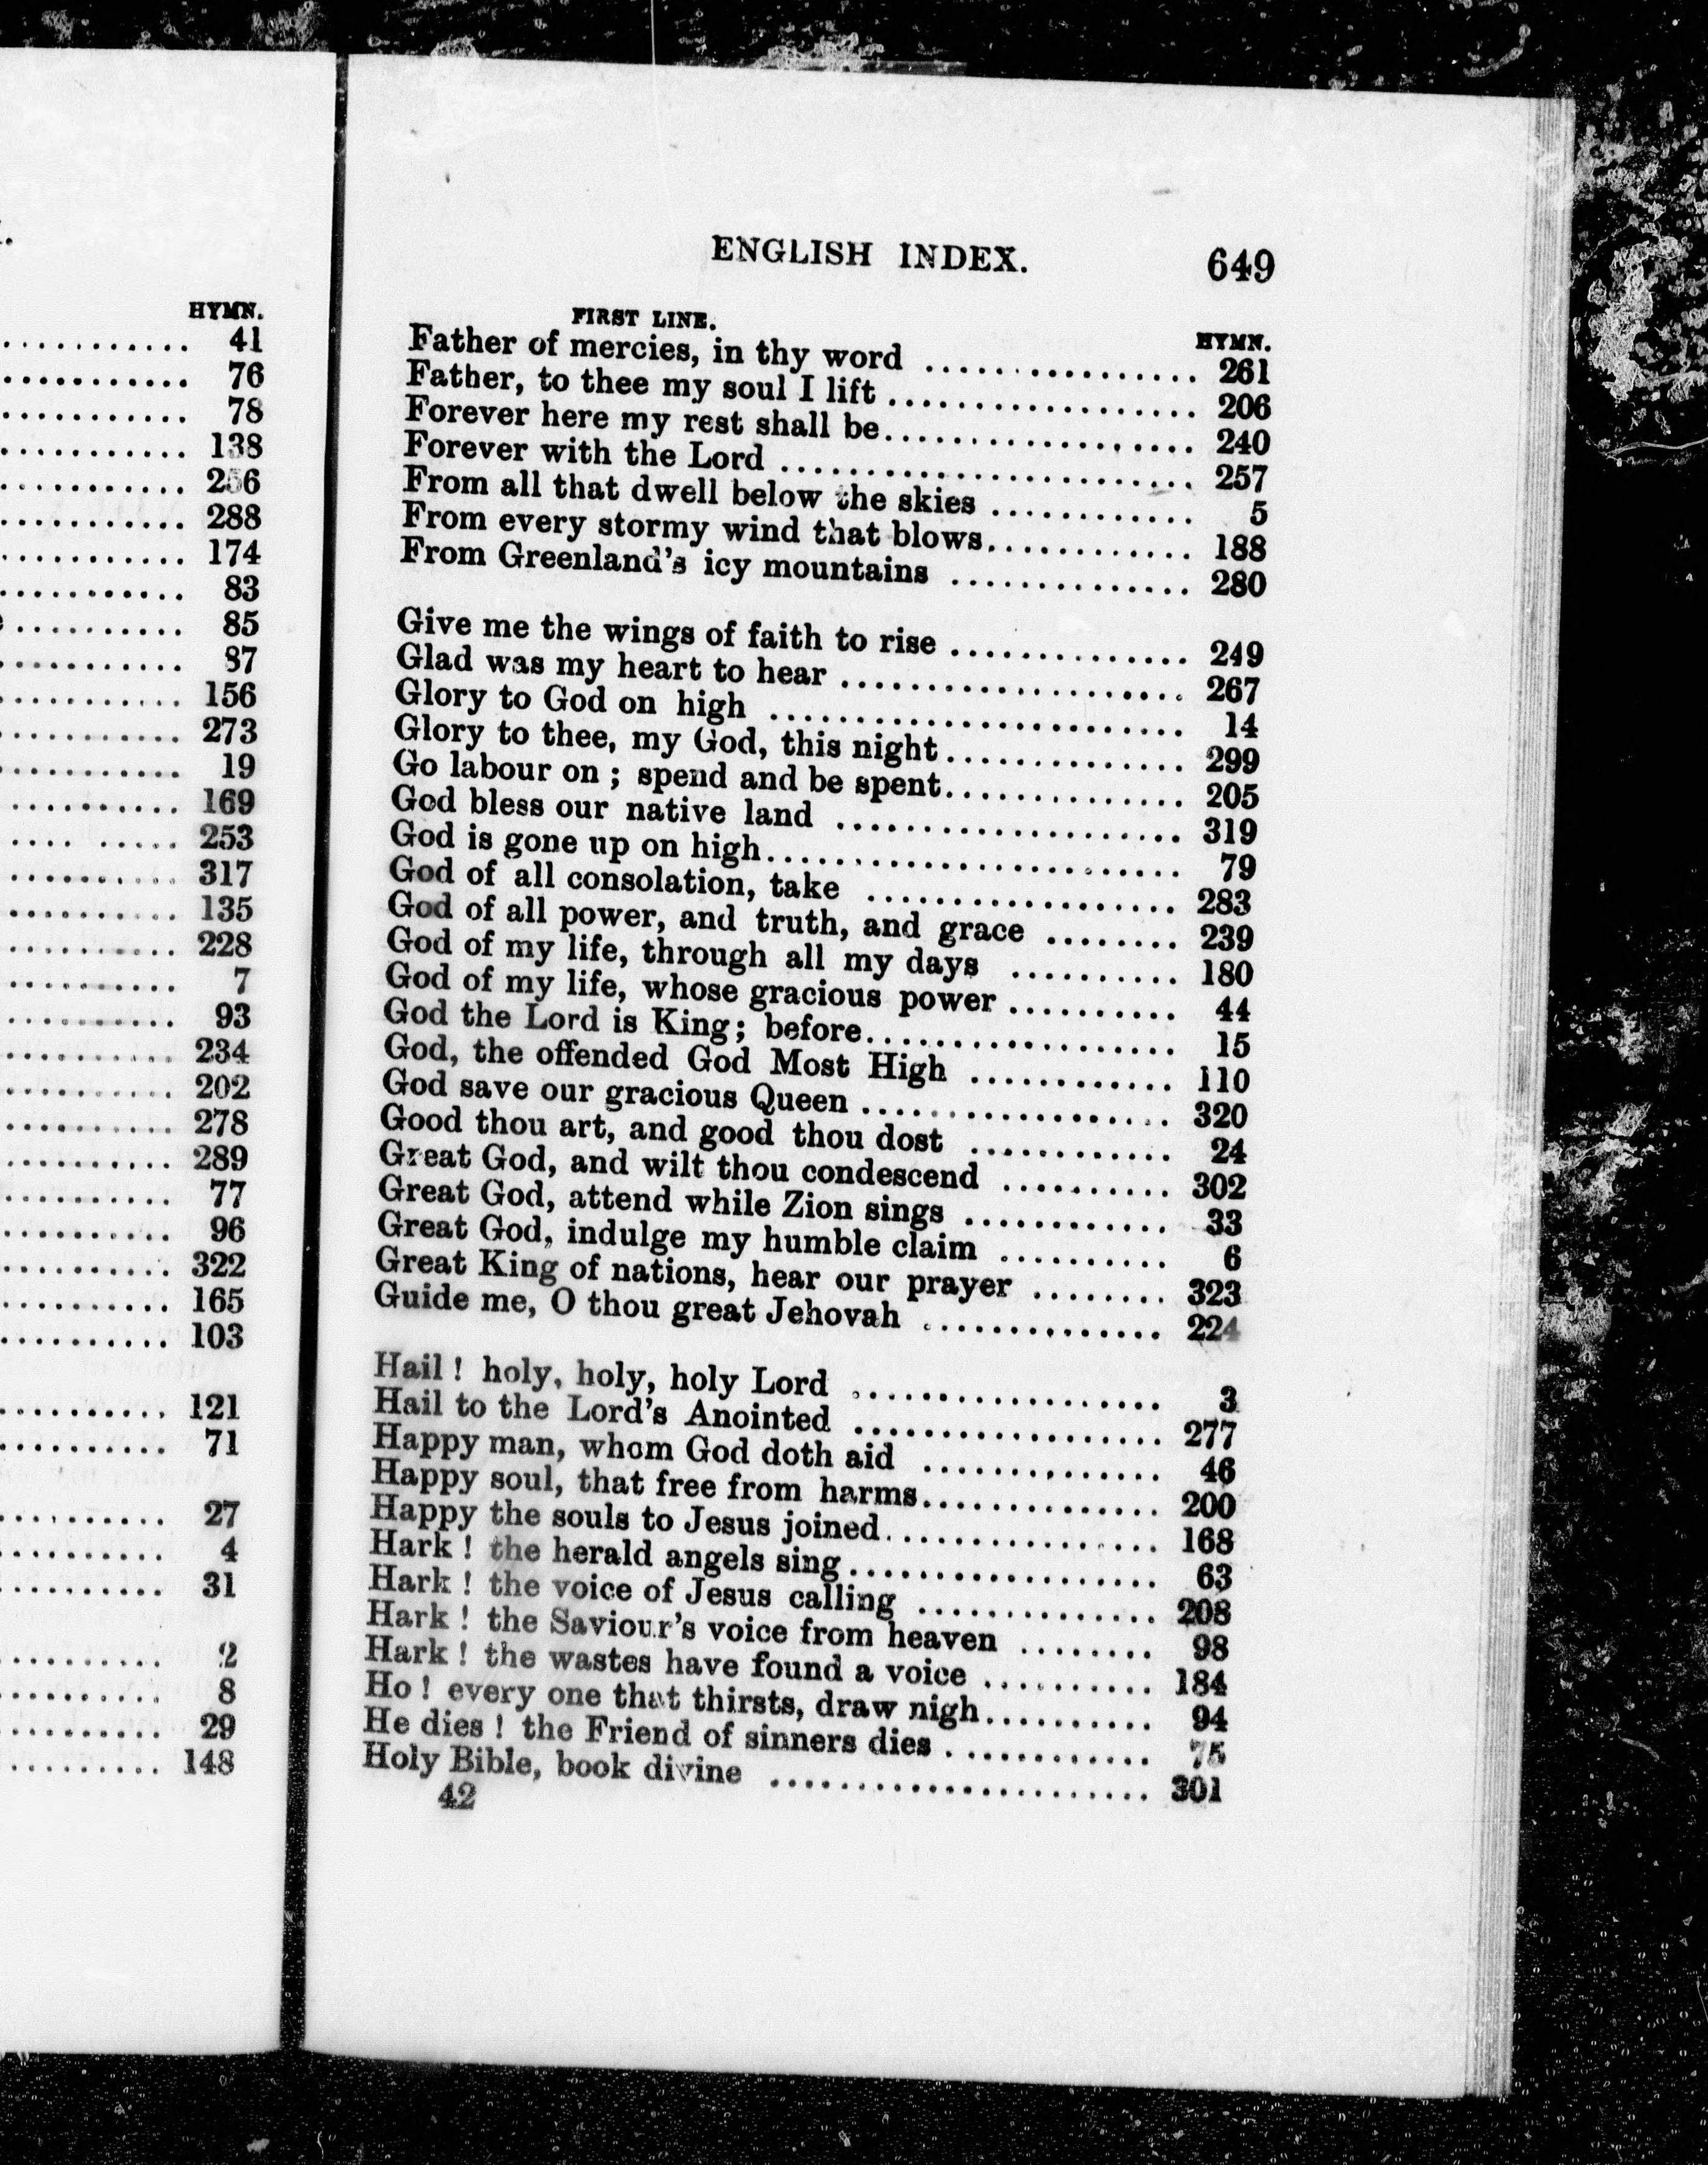 HYMN.
........... 41
........... 76
........... 78
........... 138
........... 256
........... 288
........... 174
........... 83
.......... 85
........... 87
........... 156
........... 273
........... 19
.......... 169
.... ..... 253
.......... 317
.......... 135
.......... 228
.......... 7
.......... 93
.......... 234
.......... 202
.......... 278
.......... 289
.......... 77
.......... 96
.......... 322
.......... 165
.......... 103
.......... 121
.......... 71
.......... 27
.......... 4
.......... 31
.......... 2
.......... 8
.......... 29
.......... 148
ENGLISH INDEX. 649
FIRST LINE. HYMN.
Father of mercies, in thy word ................ 261
Father, to thee my soul I lift .................. 206
Forever here my rest shall be.................. 240
Forever with the Lord ........................ 257
From all that dwell below the skies ............ 5
From every stormy wind that blows............ 188
From Greenland's icy mountains .............. 280
Give me the wings of faith to rise .............. 249
Glad was my heart to hear .................... 267
Glory to God on high ........................ 14
Glory to thee, my God, this night.............. 299
Go labour on ; spend and be spent.............. 205
God bless our native land .................... 319
God is gone up on high........................ 79
God of all consolation, take .................. 283
God of all power, and truth, and grace ........ 239
God of my life, through all my days .......... 180
God of my life, whose gracious power .......... 44
God the Lord is King; before.................. 15
God, the offended God Most High ............ 110
God save our gracious Queen .................. 320
Good thou art, and good thou dost ............ 24
Great God, and wilt thou condescend .......... 302
Great God, attend while Zion sings ............ 33
Great God, indulge my humble claim .......... 6
Great King of nations, hear our prayer ........ 323
Guide me, O thou great Jehovah .............. 224
Hail ! holy, holy, holy Lord .................. 3
Hail to the Lord's Anointed .................. 277
Happy man, whom God doth aid .............. 46
Happy soul, that free from harms.............. 200
Happy the souls to Jesus joined................ 168
Hark ! the herald angels sing.................. 63
Hark ! the voice of Jesus calling .............. 208
Hark ! the Saviour's voice from heaven ........ 98
Hark ! the wastes have found a voice .......... 184
Ho ! every one that thirsts, draw nigh.......... 94
He dies ! the Friend of sinners dies ............ 75
Holy Bible, book divine ...................... 301
42